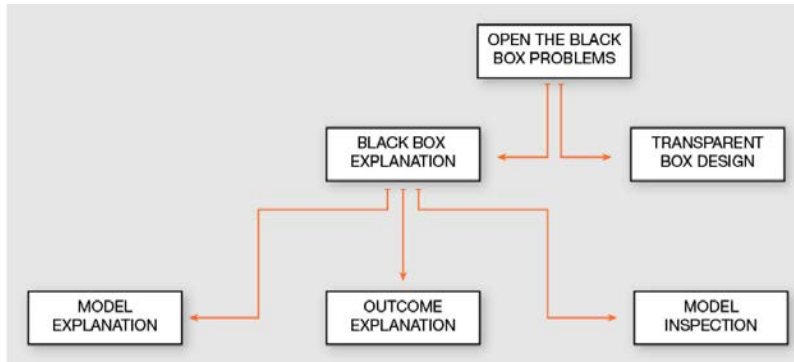 OPEN THE BLACK
BOX PROBLEMS
BLACK BOX
EXPLANATION
TRANSPARENT
BOX DESIGN
MODEL
EXPLANATION
OUTCOME
EXPLANATION
MODEL
INSPECTION